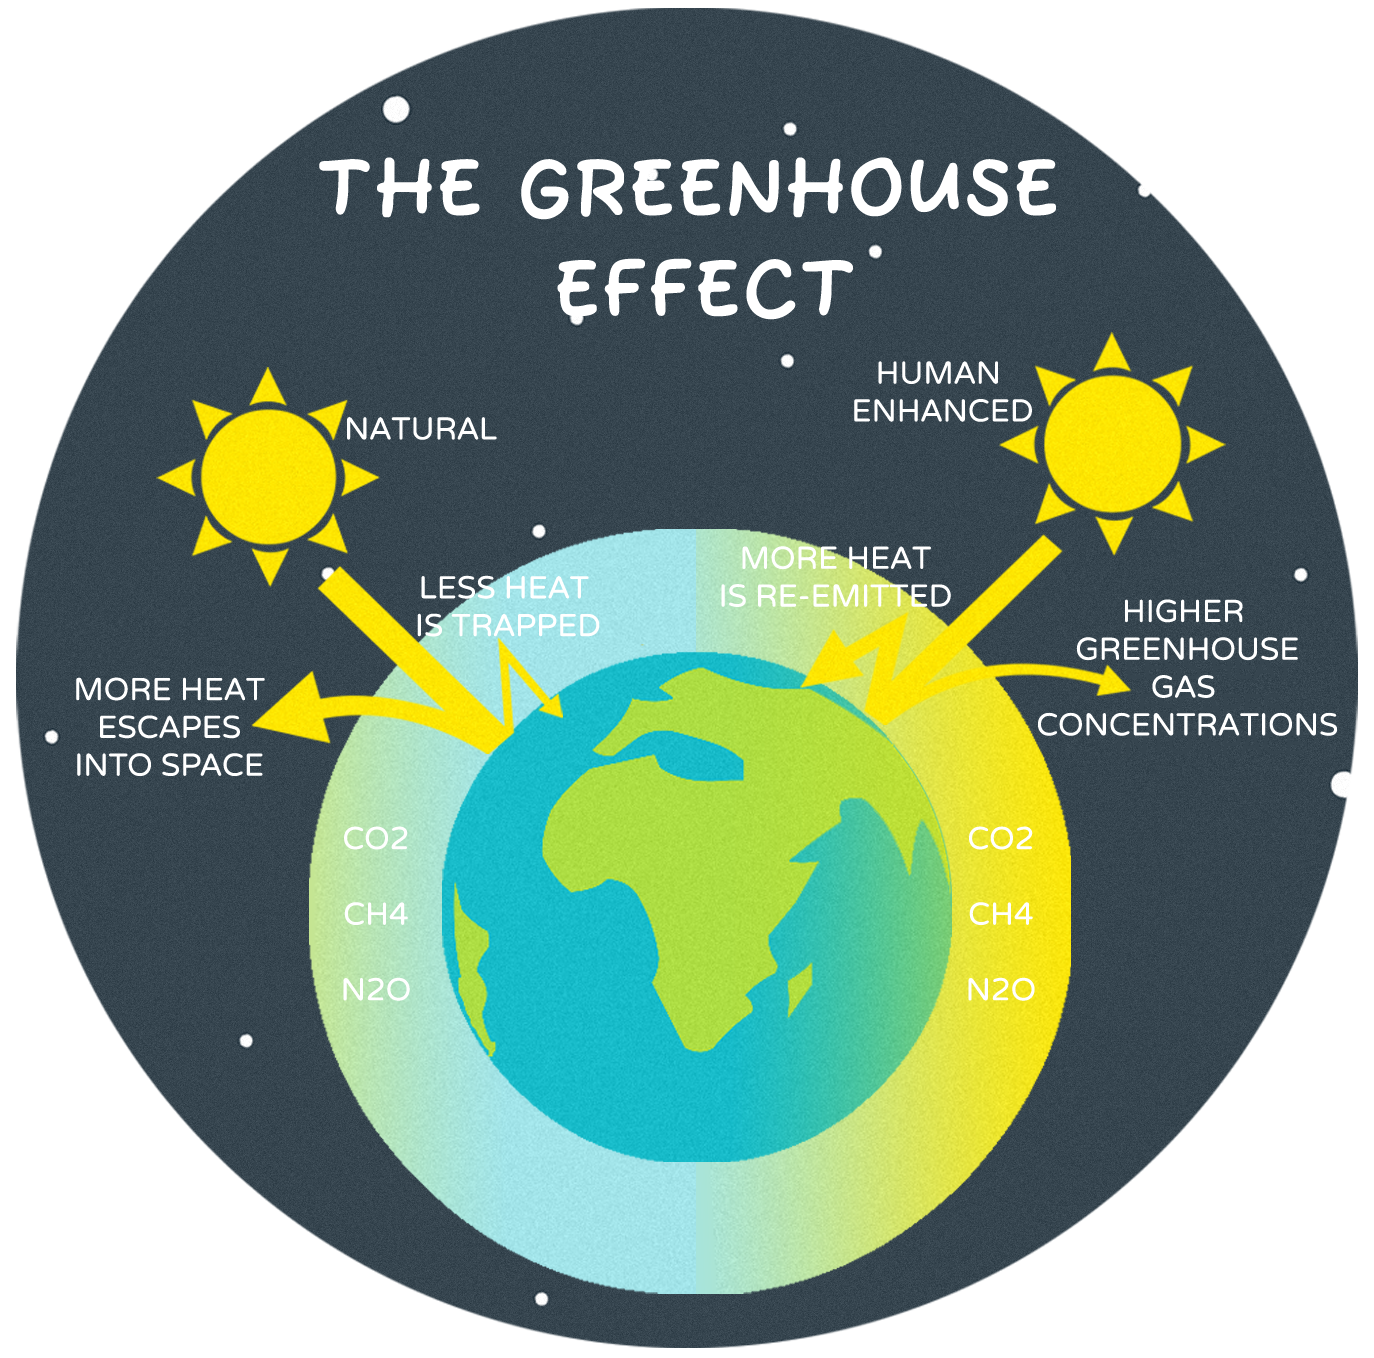 THE GREENHOUSE
EFFECT
NATURAL
HUMAN
ENHANCED
LESS HEAT
IS TRAPPED
MORE HEAT
IS RE-EMITTED
MORE HEAT
ESCAPES
INTO SPACE
HIGHER
GREENHOUSE
GAS
CONCENTRATIONS
CO2
CH4
N2O
CO2
CH4
N2O